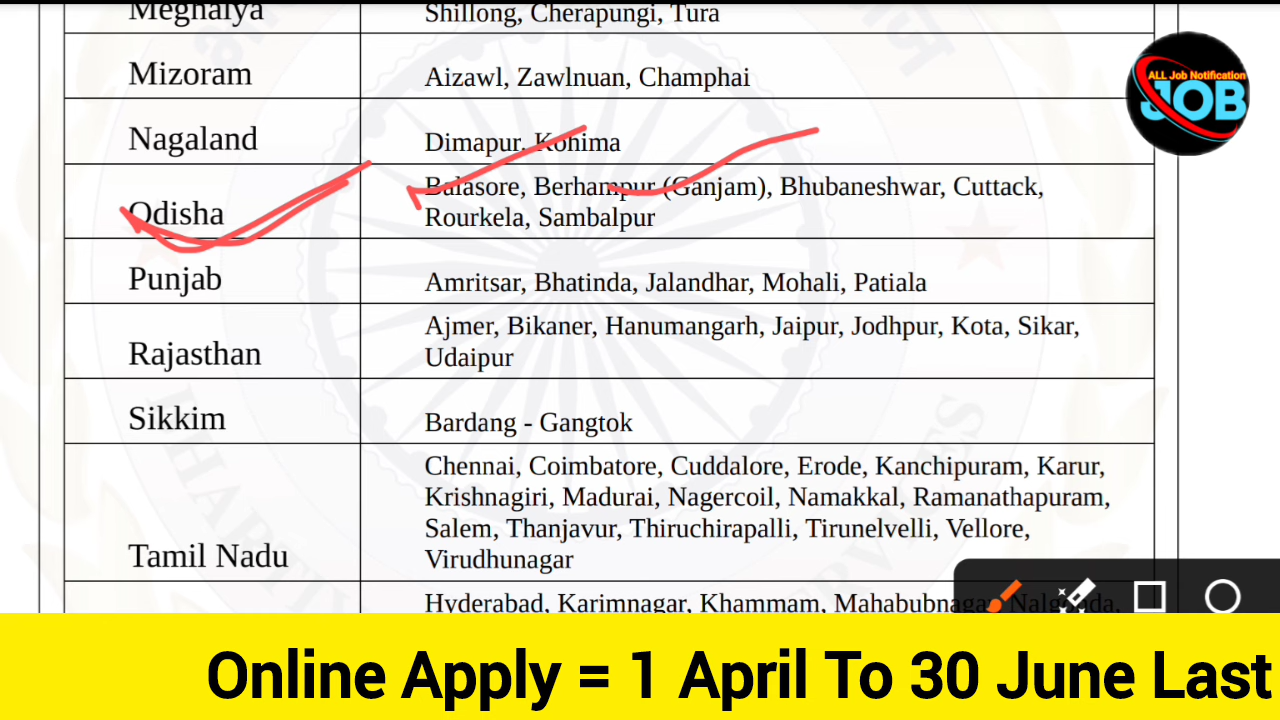 Meghalya
Shillong, Cherapungi, Tura
Mizoram
Aizawl, Zawlnuan, Champhai
Nagaland
Dimapur, Kohima
Odisha
Balasore, Berhampur (Ganjam), Bhubaneshwar, Cuttack,
Rourkela, Sambalpur
Punjab
Amritsar, Bhatinda, Jalandhar, Mohali, Patiala
Rajasthan
Ajmer, Bikaner, Hanumangarh, Jaipur, Jodhpur, Kota, Sikar,
Udaipur
Sikkim
Bardang - Gangtok
Tamil Nadu
Chennai, Coimbatore, Cuddalore, Erode, Kanchipuram, Karur,
Krishnagiri, Madurai, Nagercoil, Namakkal, Ramanathapuram,
Salem, Thanjavur, Thiruchirapalli, Tirunelvelli, Vellore,
Virudhunagar
Hyderabad, Karimnagar, Khammam, Mahabubnagar, Nalgonda,
ALL Job Notification
JOB
Online Apply = 1 April To 30 June Last